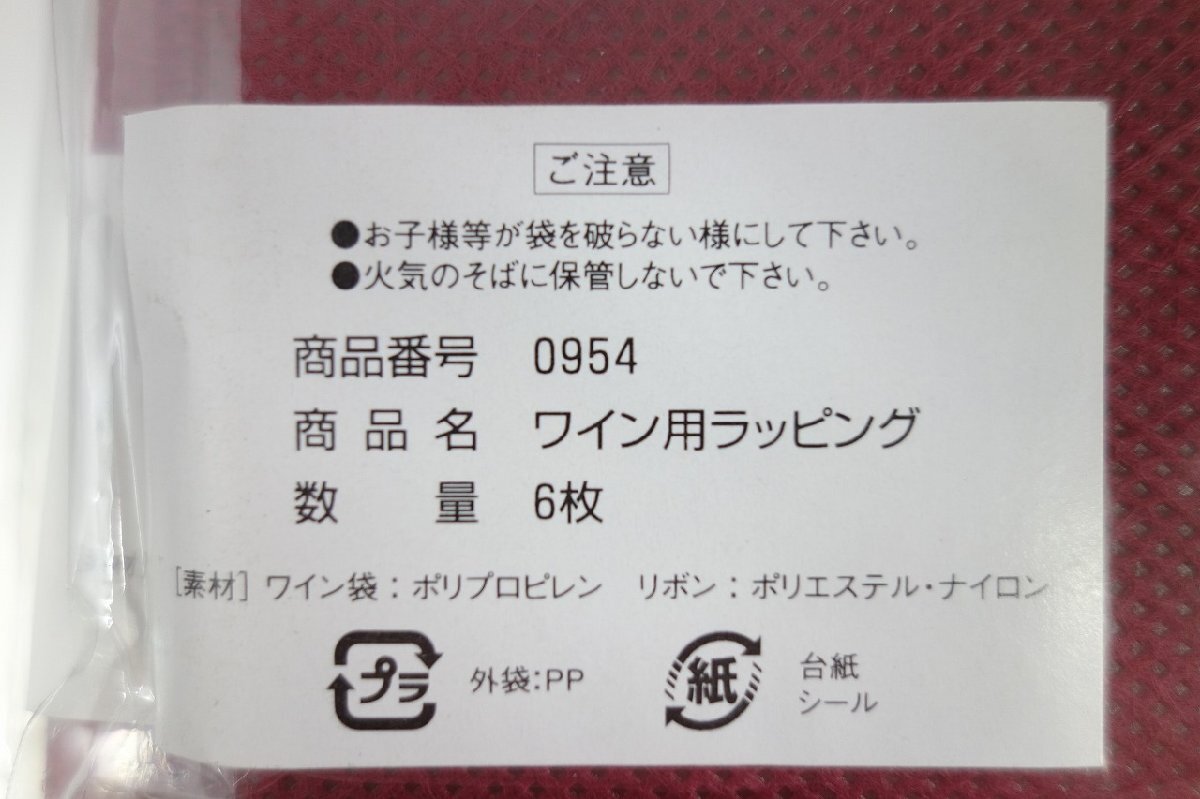 ご注意
●お子様等が袋を破らない様にして下さい。
●火気のそばに保管しないで下さい。
商品番号 0954
商品名 ワイン用ラッピング
数量 6枚
[素材] ワイン袋：ポリプロピレン リボン：ポリエステル・ナイロン
プラ 外袋:PP 紙 台紙
シール